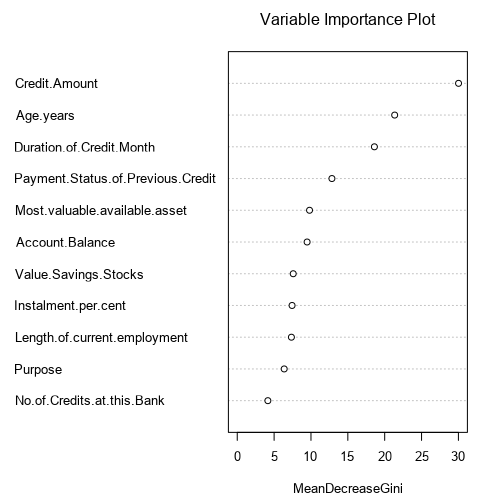 Variable Importance Plot
Credit.Amount
Age.years
Duration.of.Credit.Month
Payment.Status.of.Previous.Credit
Most.valuable.available.asset
Account.Balance
Value.Savings.Stocks
Instalment.per.cent
Length.of.current.employment
Purpose
No.of.Credits.at.this.Bank
0 5 10 15 20 25 30
MeanDecreaseGini